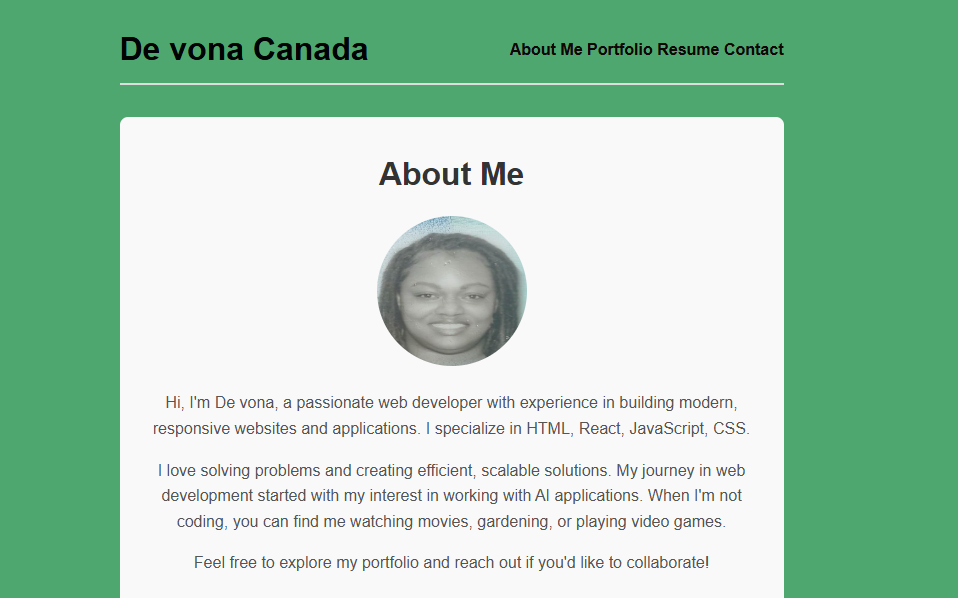 De vona Canada
About Me Portfolio Resume Contact
About Me
Hi, I'm De vona, a passionate web developer with experience in building modern,
responsive websites and applications. I specialize in HTML, React, JavaScript, CSS.
I love solving problems and creating efficient, scalable solutions. My journey in web
development started with my interest in working with AI applications. When I'm not
coding, you can find me watching movies, gardening, or playing video games.
Feel free to explore my portfolio and reach out if you'd like to collaborate!